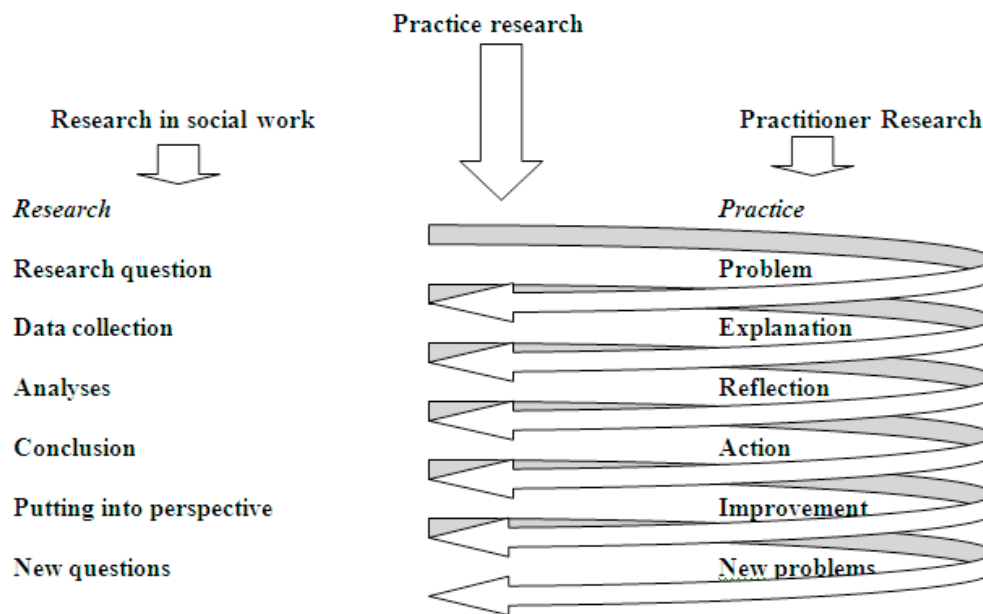 Practice research
Research in social work
Practitioner Research
Research
Practice
Research question
Problem
Data collection
Explanation
Analyses
Reflection
Conclusion
Action
Putting into perspective
Improvement
New questions
New problems